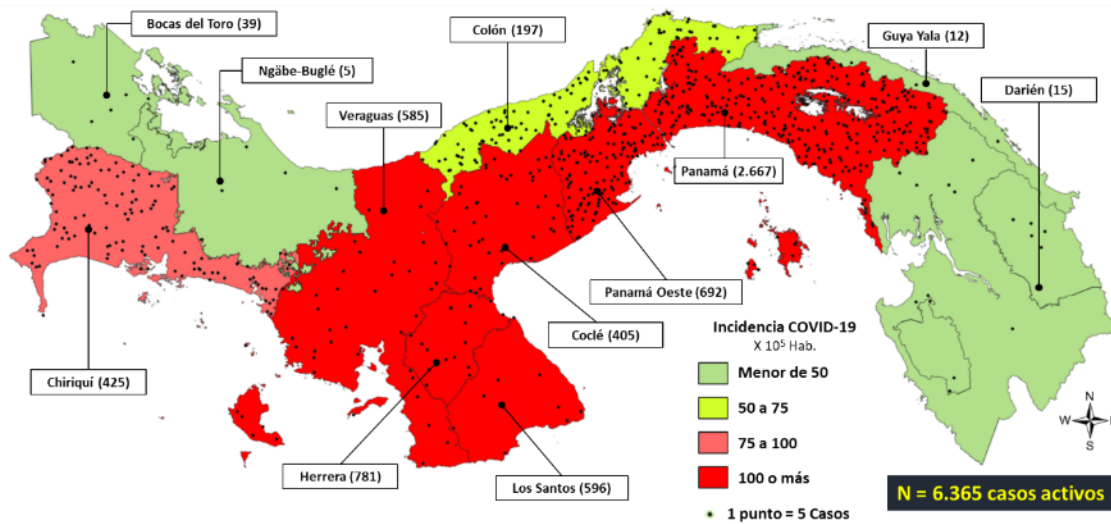 Bocas del Toro (39)
Colón (197)
Guya Yala (12)
Ngäbe-Buglé (5)
Darién (15)
Veraguas (585)
Panamá (2.667)
Panamá Oeste (692)
Coclé (405)
Chiriquí (425)
Herrera (781)
Los Santos (596)
Incidencia COVID-19
X 10⁵ Hab.
Menor de 50
50 a 75
75 a 100
100 o más
1 punto = 5 Casos
N
W
S
N = 6.365 casos activos